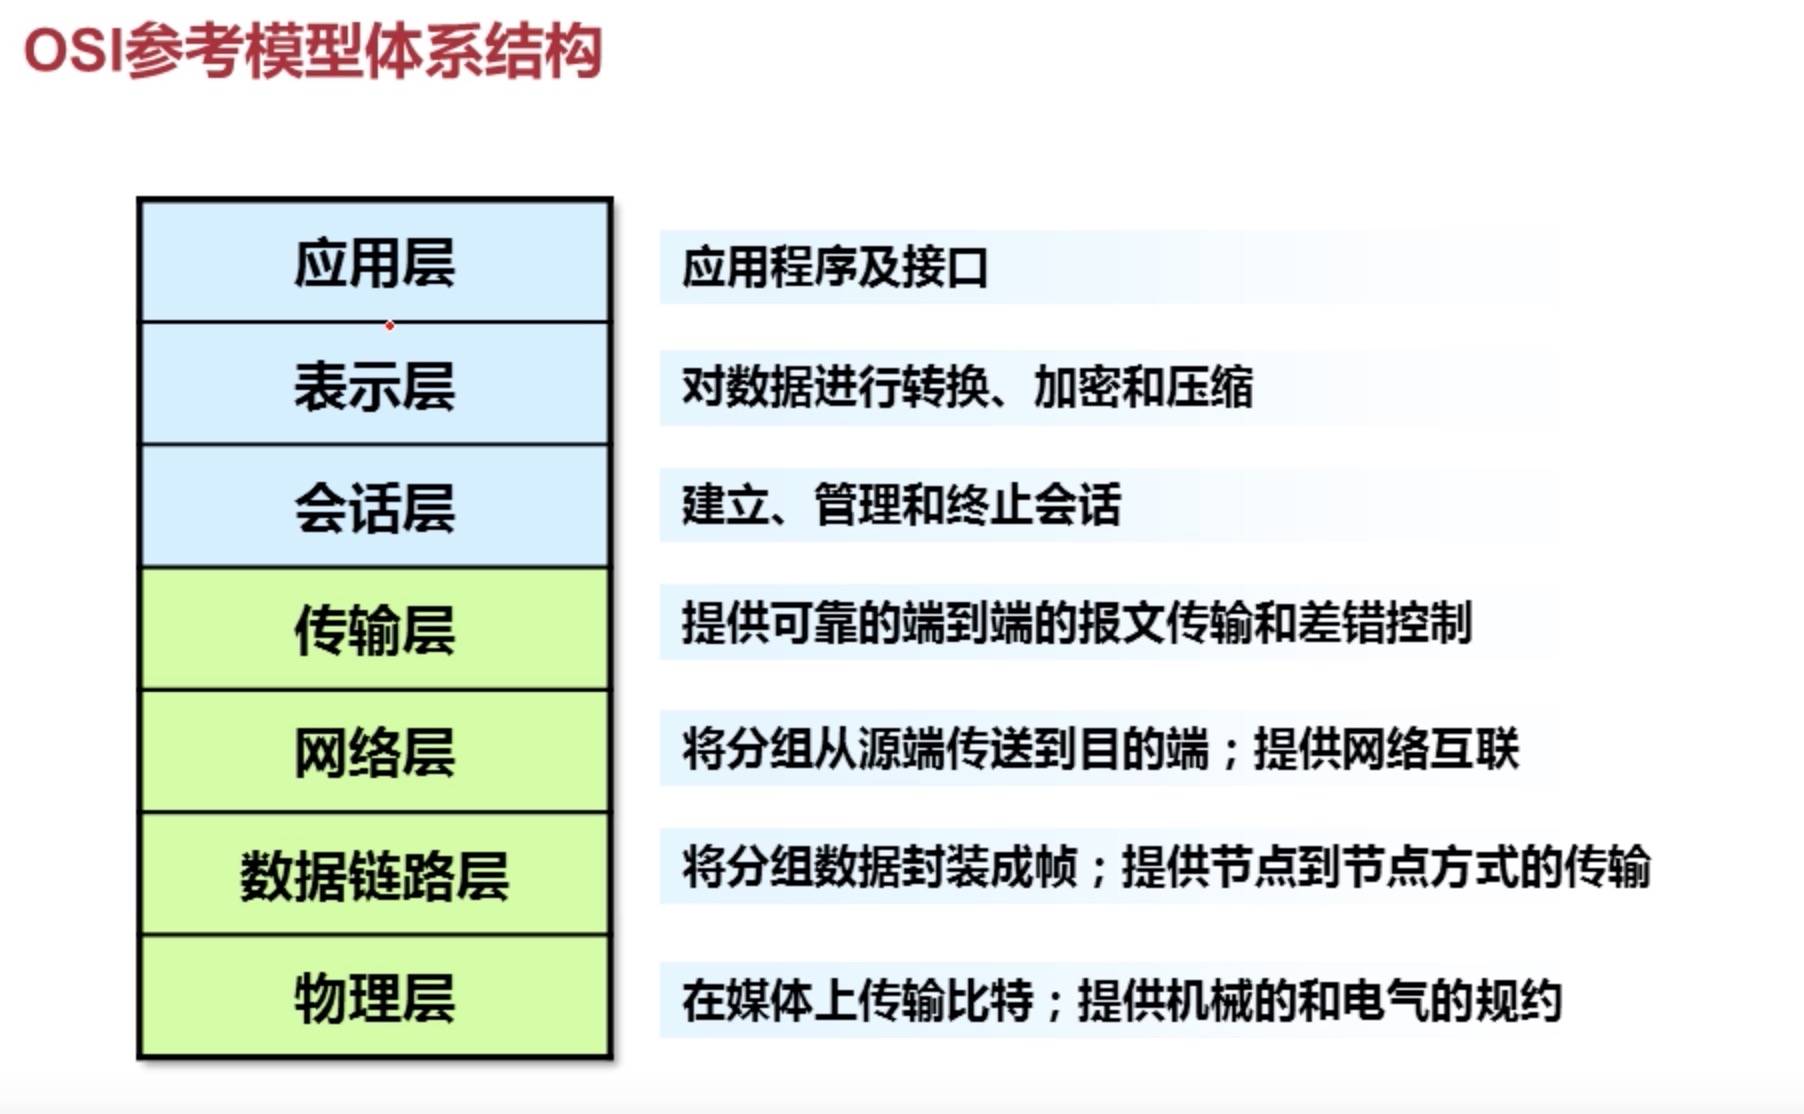 OSI参考模型体系结构
应用层
应用程序及接口
表示层
对数据进行转换、加密和压缩
会话层
建立、管理和终止会话
传输层
提供可靠的端到端的报文传输和差错控制
网络层
将分组从源端传送到目的端；提供网络互联
数据链路层
将分组数据封装成帧；提供节点到节点方式的传输
物理层
在媒体上传输比特；提供机械的和电气的规约